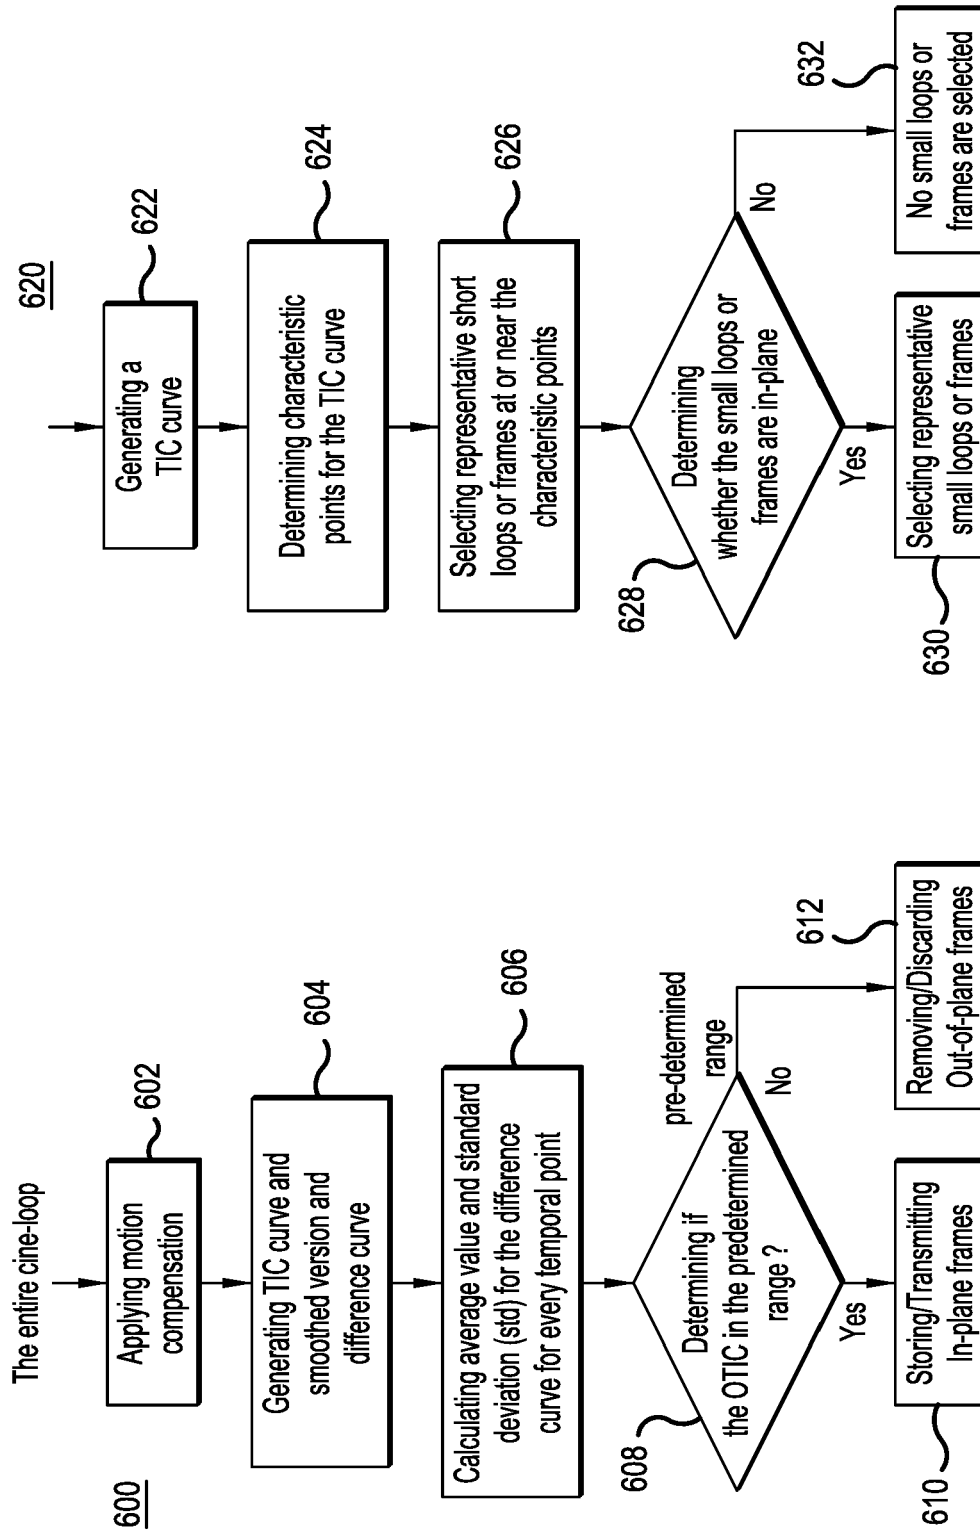 600
The entire cine-loop
Applying motion
compensation
602
Generating TIC curve and
smoothed version and
difference curve
604
Calculating average value and standard
deviation (std) for the difference
curve for every temporal point
606
Determining if
the OTIC in the predetermined
range ?
608
pre-determined
range
No
Yes
Storing/Transmitting
In-plane frames
610
Removing/Discarding
Out-of-plane frames
612
620
Generating a
TIC curve
622
Determining characteristic
points for the TIC curve
624
Selecting representative short
loops or frames at or near the
characteristic points
626
Determining
whether the small loops or
frames are in-plane
628
No
Yes
Selecting representative
small loops or frames
630
No small loops or
frames are selected
632